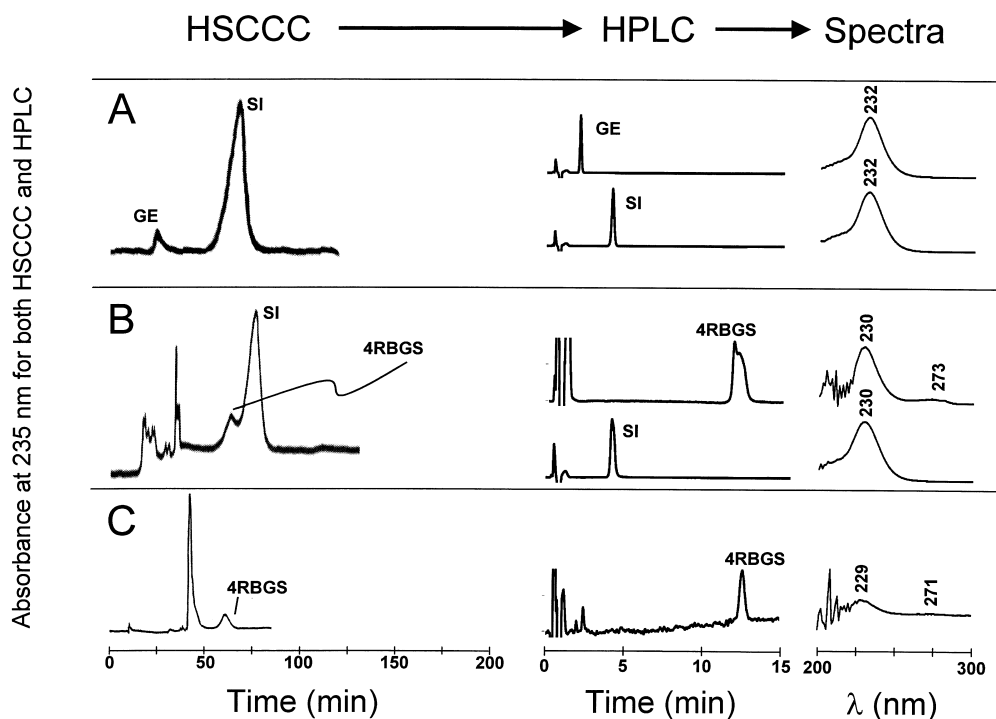 HSCCC HPLC Spectra
Absorbance at 235 nm for both HSCCC and HPLC
A
SI
GE
GE
SI
232
232
B
SI
4RBGS
4RBGS
SI
230
273
230
C
4RBGS
4RBGS
229
271
0 50 100 150 200
0 5 10 15
200 300
Time (min) Time (min) λ (nm)